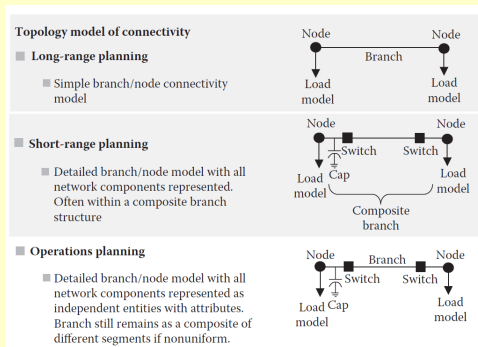 Topology model of connectivity
Long-range planning
Simple branch/node connectivity
model
Node
Node
Branch
Load
model
Load
model
Short-range planning
Detailed branch/node model with all
network components represented.
Often within a composite branch
structure
Node
Node
Switch
Switch
Load
model
Cap
Load
model
Composite
branch
Operations planning
Detailed branch/node model with all
network components represented as
independent entities with attributes.
Branch still remains as a composite of
different segments if nonuniform.
Node
Branch
Node
Switch
Switch
Load
model
Cap
Load
model